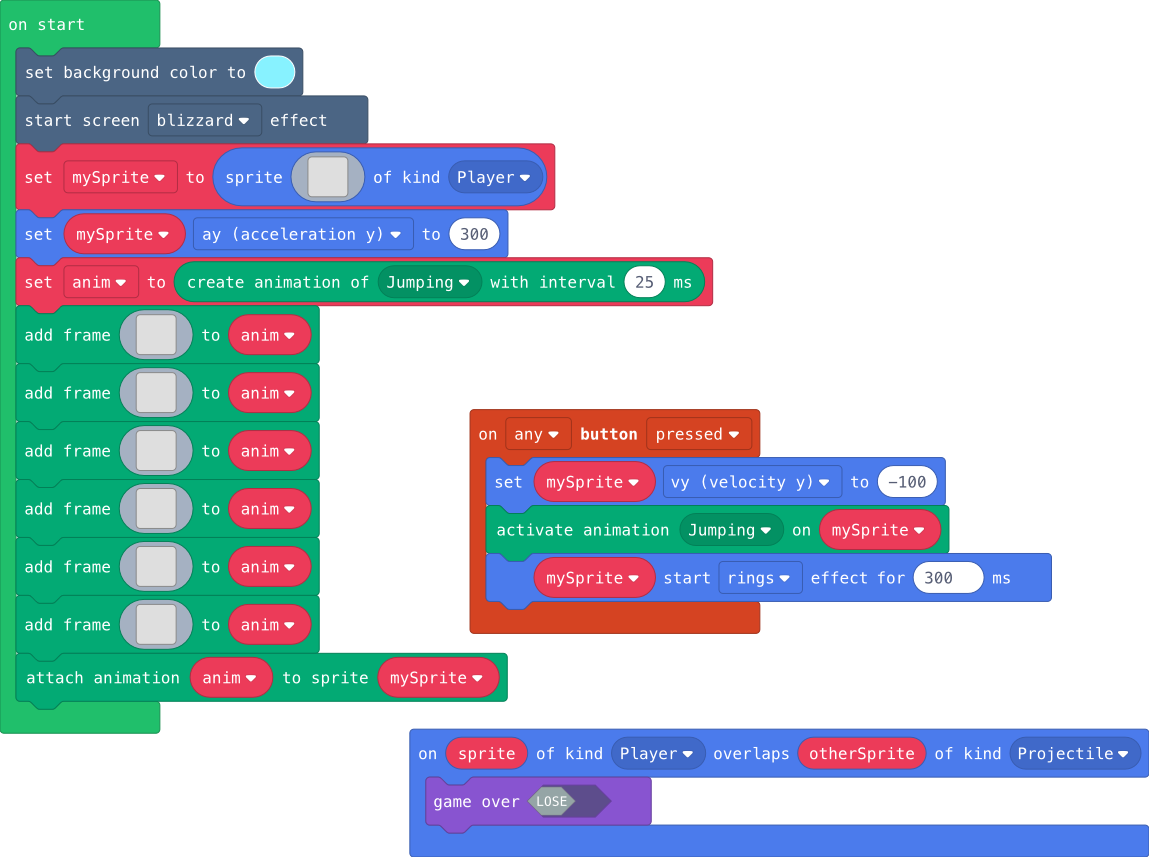 on start
set background color to
start screen blizzard effect
set mySprite to sprite of kind Player
set mySprite ay (acceleration y) to 300
set anim to create animation of Jumping with interval 25 ms
add frame to anim
add frame to anim
add frame to anim
add frame to anim
add frame to anim
add frame to anim
attach animation anim to sprite mySprite
on any button pressed
set mySprite vy (velocity y) to -100
activate animation Jumping on mySprite
mySprite start rings effect for 300 ms
on sprite of kind Player overlaps otherSprite of kind Projectile
game over LOSE